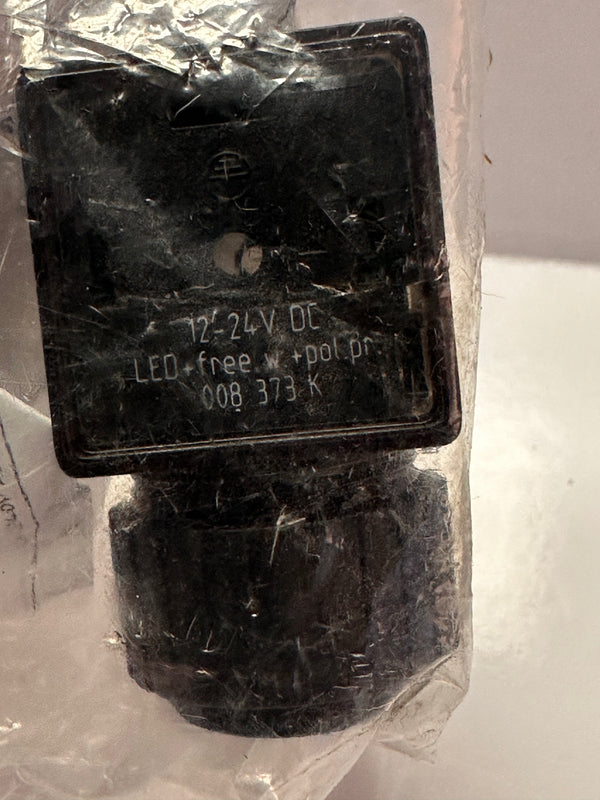 12-24V DC
LED+free.w.+pol.pr.
008 373 K